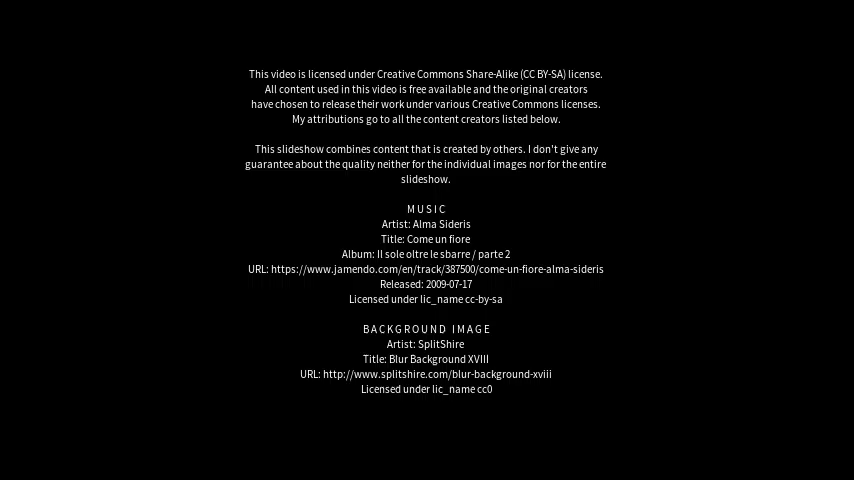 This video is licensed under Creative Commons Share-Alike (CC BY-SA) license.
All content used in this video is free available and the original creators
have chosen to release their work under various Creative Commons licenses.
My attributions go to all the content creators listed below.
This slideshow combines content that is created by others. I don't give any
guarantee about the quality neither for the individual images nor for the entire
slideshow.
MUSIC
Artist: Alma Sideris
Title: Come un fiore
Album: Il sole oltre le sbarre / parte 2
URL: https://www.jamendo.com/en/track/387500/come-un-fiore-alma-sideris
Released: 2009-07-17
Licensed under lic_name cc-by-sa
BACKGROUND IMAGE
Artist: SplitShire
Title: Blur Background XVIII
URL: http://www.splitshire.com/blur-background-xviii
Licensed under lic_name cc0